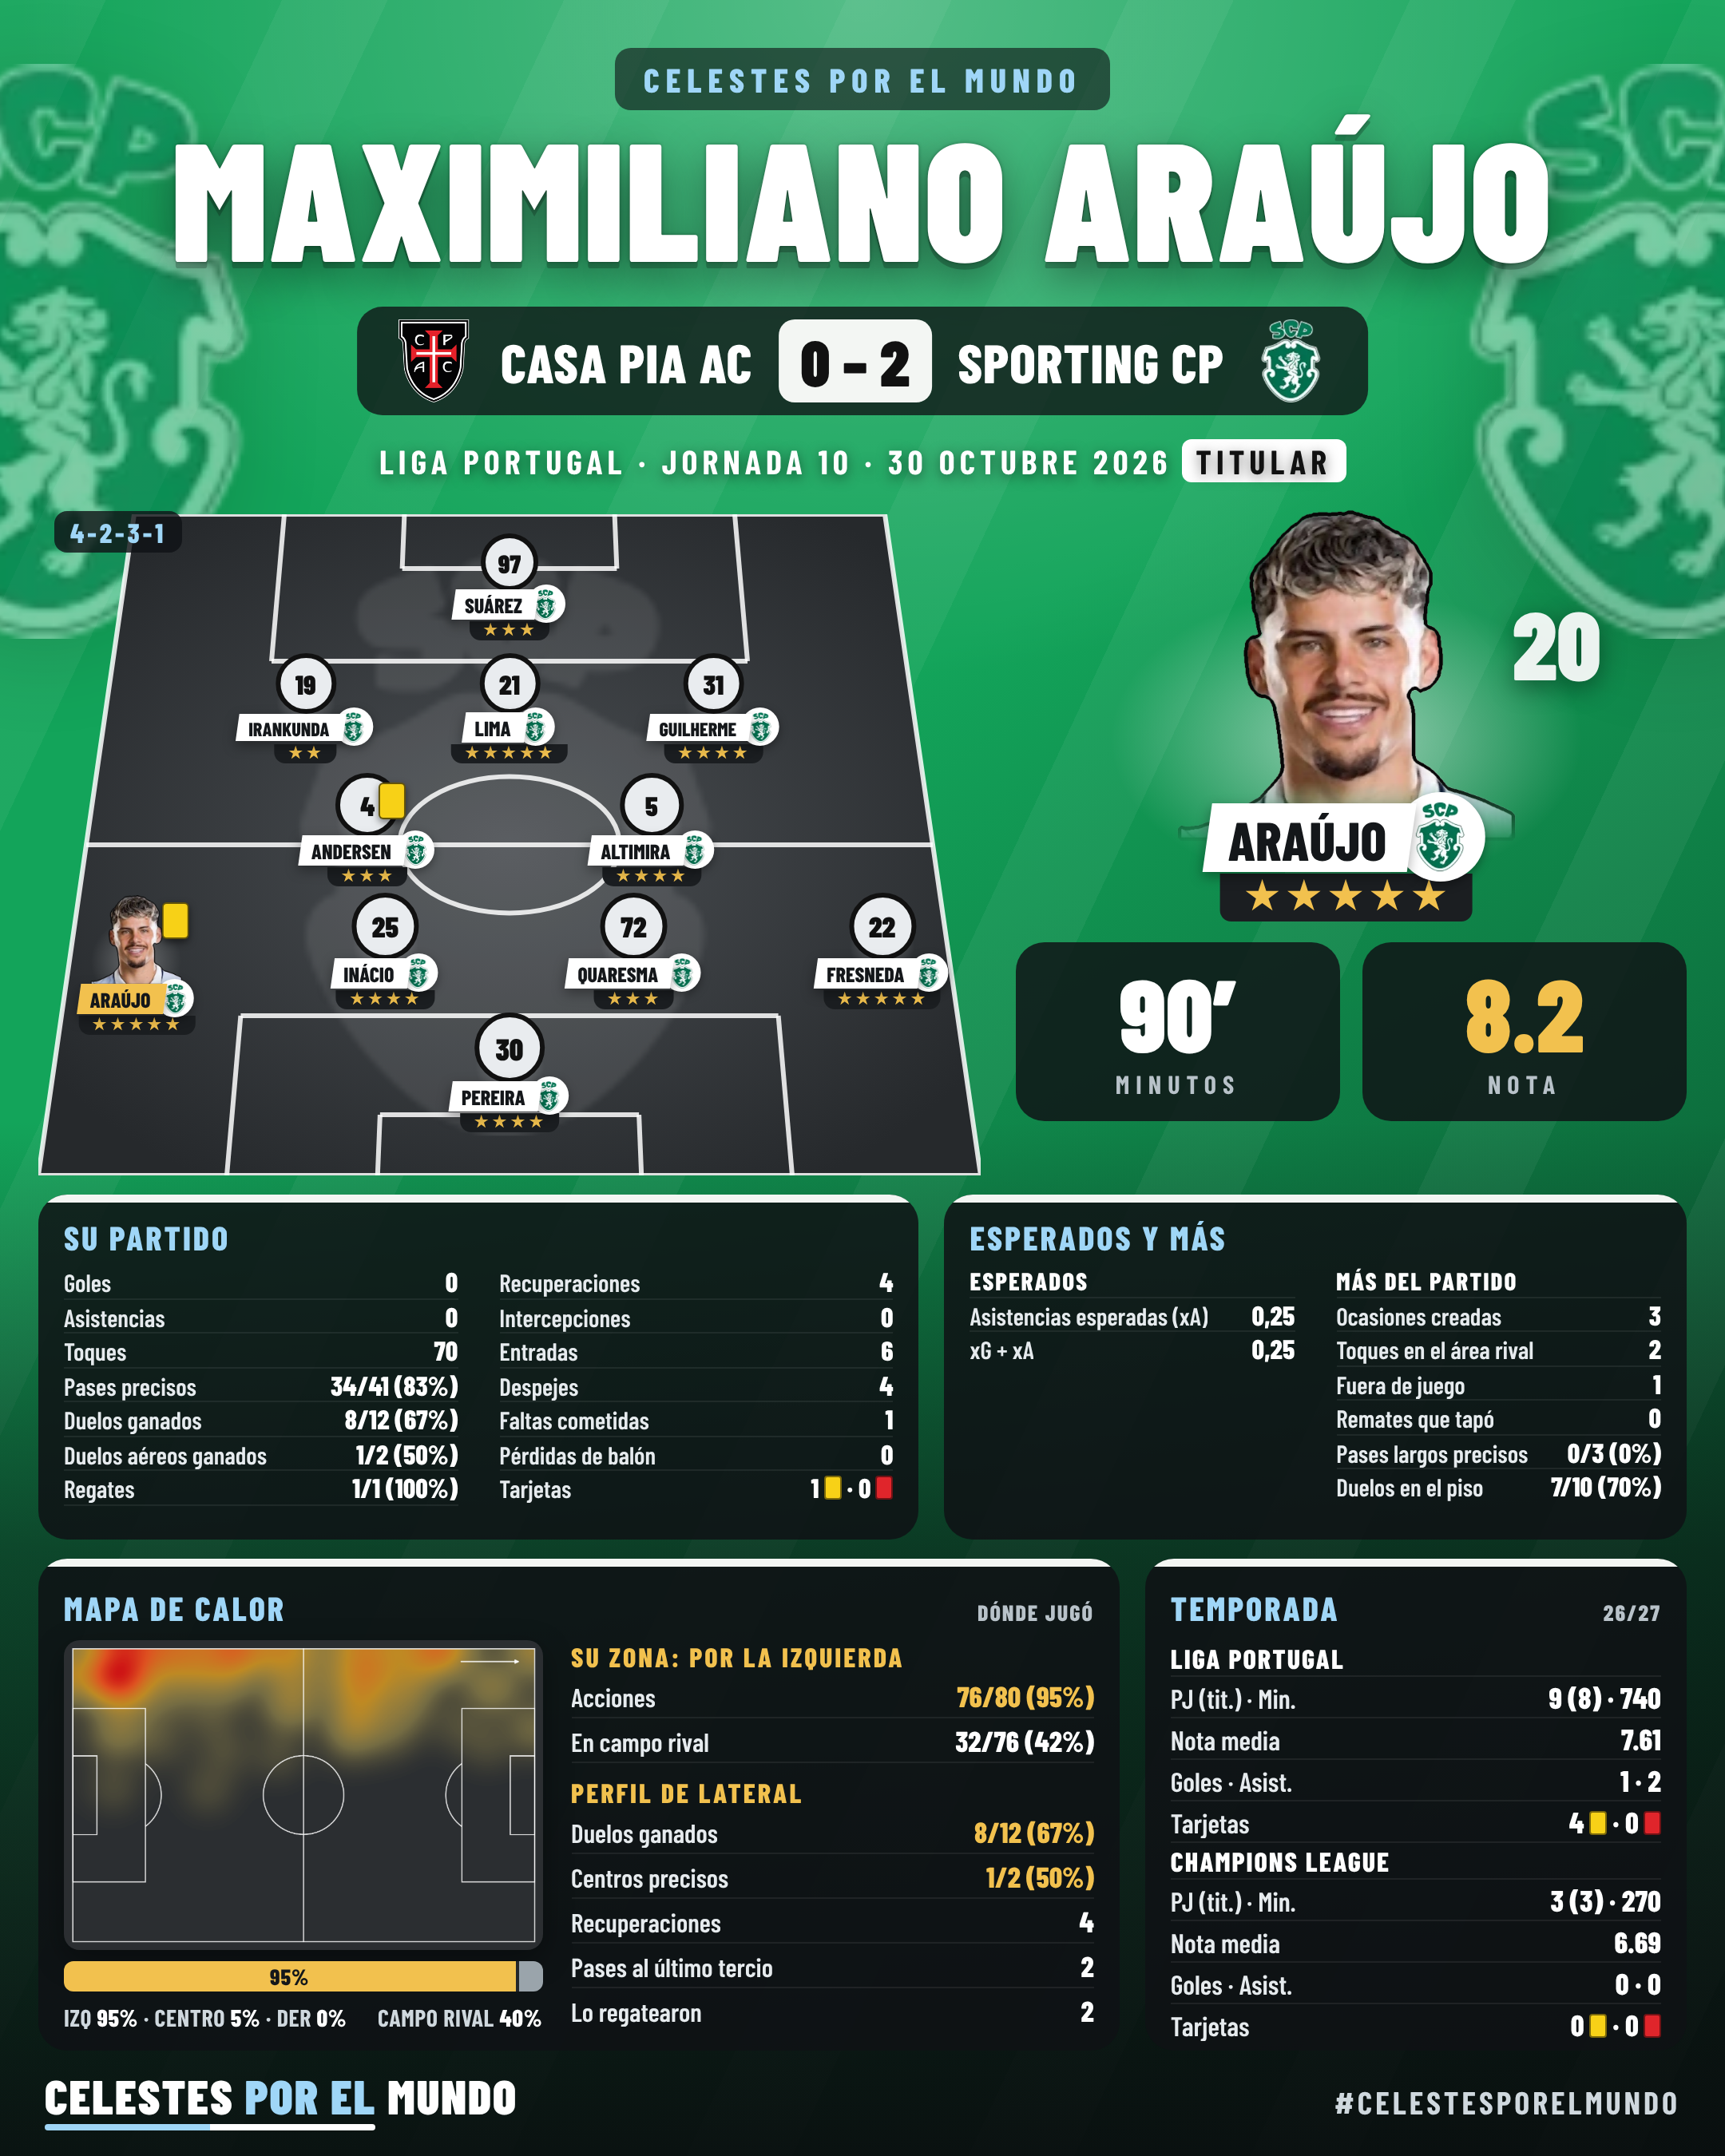 CELESTES POR EL MUNDO
MAXIMILIANO ARAÚJO
CASA PIA AC 0 – 2 SPORTING CP
LIGA PORTUGAL · JORNADA 10 · 30 OCTUBRE 2026 TITULAR
4-2-3-1
97
SUÁREZ
19
IRANKUNDA
21
LIMA
31
GUILHERME
4
ANDERSEN
5
ALTIMIRA
ARAÚJO
25
INÁCIO
72
QUARESMA
22
FRESNEDA
30
PEREIRA
20
ARAÚJO
SCP
90’
MINUTOS
8.2
NOTA
SU PARTIDO
Goles 0
Asistencias 0
Toques 70
Pases precisos 34/41 (83%)
Duelos ganados 8/12 (67%)
Duelos aéreos ganados 1/2 (50%)
Regates 1/1 (100%)
Recuperaciones 4
Intercepciones 0
Entradas 6
Despejes 4
Faltas cometidas 1
Pérdidas de balón 0
Tarjetas 1 · 0
ESPERADOS Y MÁS
ESPERADOS
Asistencias esperadas (xA) 0,25
xG + xA 0,25
MÁS DEL PARTIDO
Ocasiones creadas 3
Toques en el área rival 2
Fuera de juego 1
Remates que tapó 0
Pases largos precisos 0/3 (0%)
Duelos en el piso 7/10 (70%)
MAPA DE CALOR
DÓNDE JUGÓ
95%
IZQ 95% · CENTRO 5% · DER 0% CAMPO RIVAL 40%
SU ZONA: POR LA IZQUIERDA
Acciones 76/80 (95%)
En campo rival 32/76 (42%)
PERFIL DE LATERAL
Duelos ganados 8/12 (67%)
Centros precisos 1/2 (50%)
Recuperaciones 4
Pases al último tercio 2
Lo regatearon 2
TEMPORADA 26/27
LIGA PORTUGAL
PJ (tit.) · Min. 9 (8) · 740
Nota media 7.61
Goles · Asist. 1 · 2
Tarjetas 4 · 0
CHAMPIONS LEAGUE
PJ (tit.) · Min. 3 (3) · 270
Nota media 6.69
Goles · Asist. 0 · 0
Tarjetas 0 · 0
CELESTES POR EL MUNDO
#CELESTESPORELMUNDO